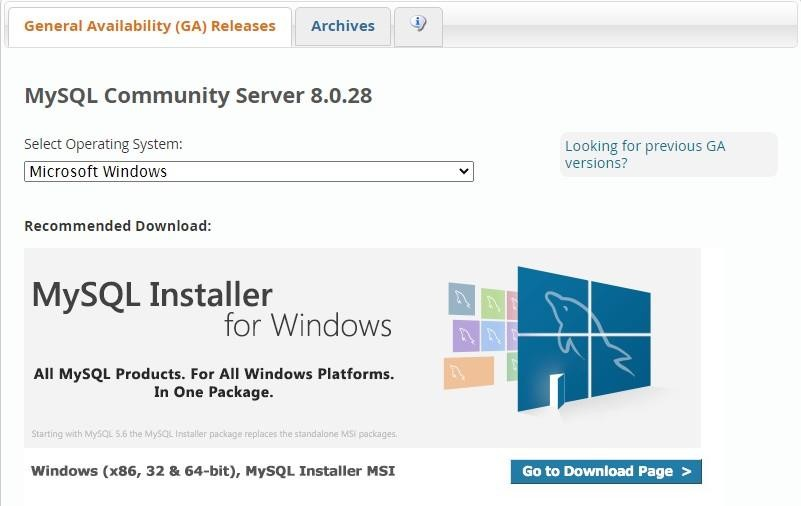 General Availability (GA) Releases
Archives
MySQL Community Server 8.0.28
Select Operating System:
Looking for previous GA
versions?
Microsoft Windows
Recommended Download:
MySQL Installer
for Windows
All MySQL Products. For All Windows Platforms.
In One Package.
Starting with MySQL 5.6 the MySQL Installer package replaces the standalone MSI packages.
Windows (x86, 32 & 64-bit), MySQL Installer MSI
Go to Download Page >